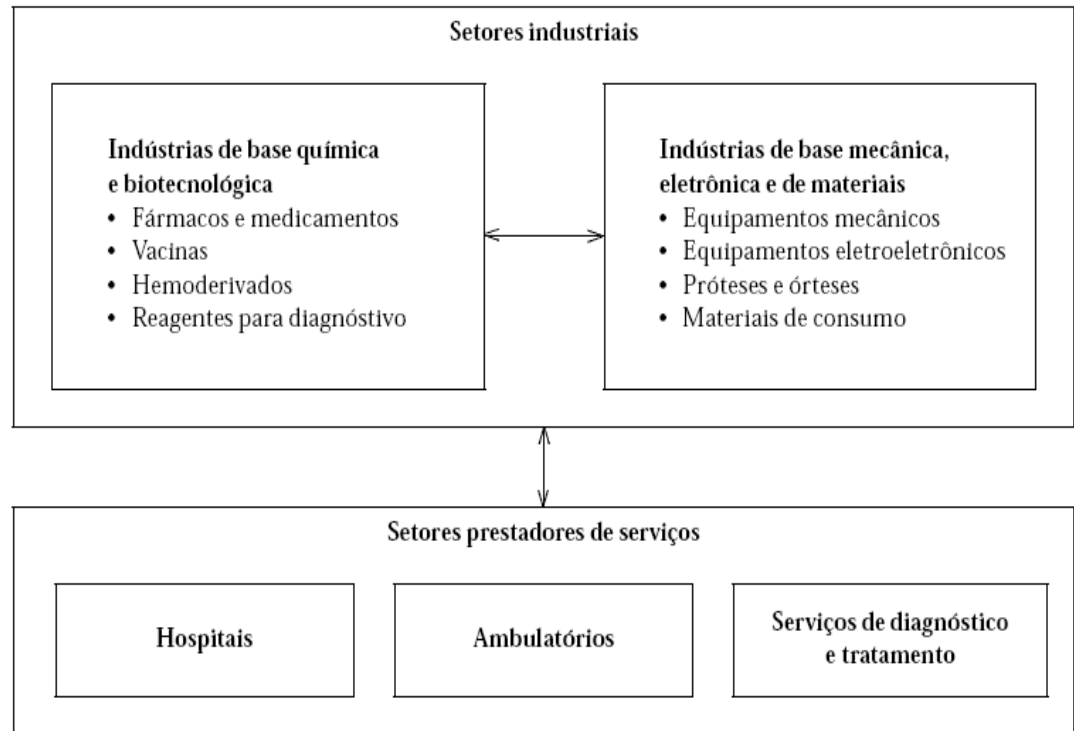 Setores industriais
Indústrias de base química
e biotecnológica
• Fármacos e medicamentos
• Vacinas
• Hemoderivados
• Reagentes para diagnóstivo
Indústrias de base mecânica,
eletrônica e de materiais
• Equipamentos mecânicos
• Equipamentos eletroeletrônicos
• Próteses e órteses
• Materiais de consumo
Setores prestadores de serviços
Hospitais
Ambulatórios
Serviços de diagnóstico
e tratamento